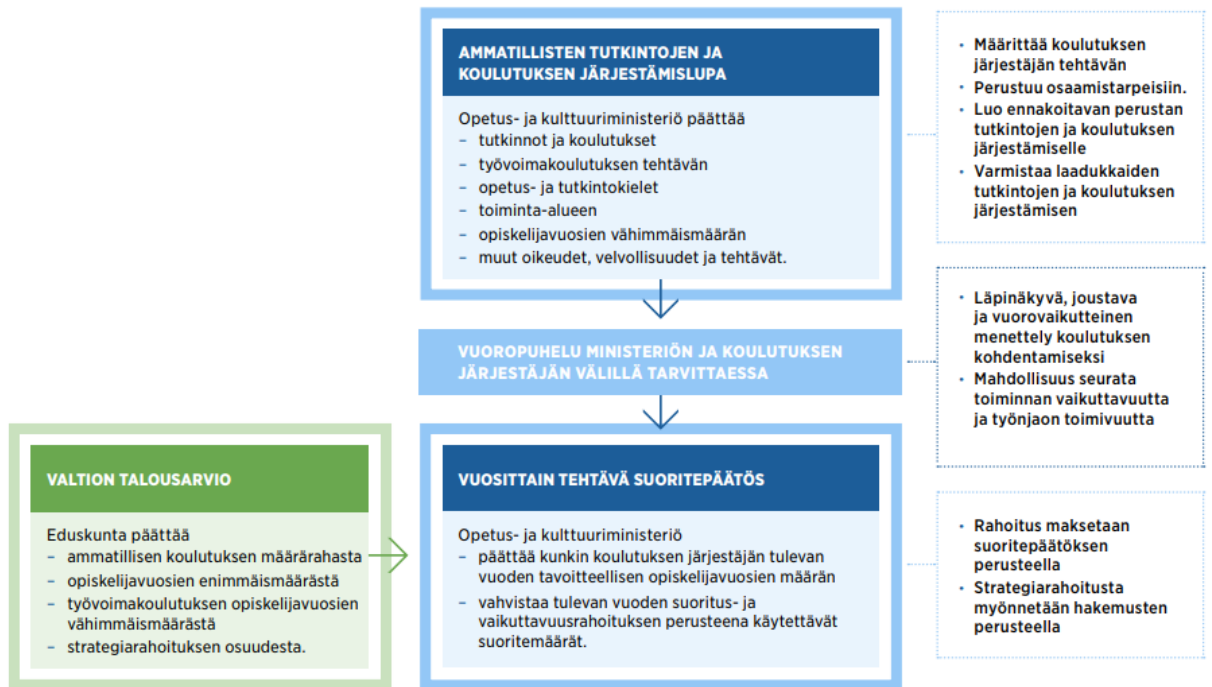 AMMATILLISTEN TUTKINTOJEN JA
KOULUTUKSEN JÄRJESTÄMISLUPA
Opetus- ja kulttuuriministeriö päättää
– tutkinnot ja koulutukset
– työvoimakoulutuksen tehtävän
– opetus- ja tutkintokielet
– toiminta-alueen
– opiskelijavuosien vähimmäismäärän
– muut oikeudet, velvollisuudet ja tehtävät.
• Määrittää koulutuksen
järjestäjän tehtävän
• Perustuu osaamistarpeisiin.
• Luo ennakoitavan perustan
tutkintojen ja koulutuksen
järjestämiselle
• Varmistaa laadukkaiden
tutkintojen ja koulutuksen
järjestämisen
VUOROPUHELU MINISTERIÖN JA KOULUTUKSEN
JÄRJESTÄJÄN VÄLILLÄ TARVITTAESSA
• Läpinäkyvä, joustava
ja vuorovaikutteinen
menettely koulutuksen
kohdentamiseksi
• Mahdollisuus seurata
toiminnan vaikuttavuutta
ja työnjaon toimivuutta
VALTION TALOUSARVIO
Eduskunta päättää
– ammatillisen koulutuksen määrärahasta
– opiskelijavuosien enimmäismäärästä
– työvoimakoulutuksen opiskelijavuosien
vähimmäismäärästä
– strategiarahoituksen osuudesta.
VUOSITTAIN TEHTÄVÄ SUORITEPÄÄTÖS
Opetus- ja kulttuuriministeriö
– päättää kunkin koulutuksen järjestäjän tulevan
vuoden tavoitteellisen opiskelijavuosien määrän
– vahvistaa tulevan vuoden suoritus- ja
vaikuttavuusrahoituksen perusteena käytettävät
suoritemäärät.
• Rahoitus maksetaan
suoritepäätöksen
perusteella
• Strategiarahoitusta
myönnetään hakemusten
perusteella